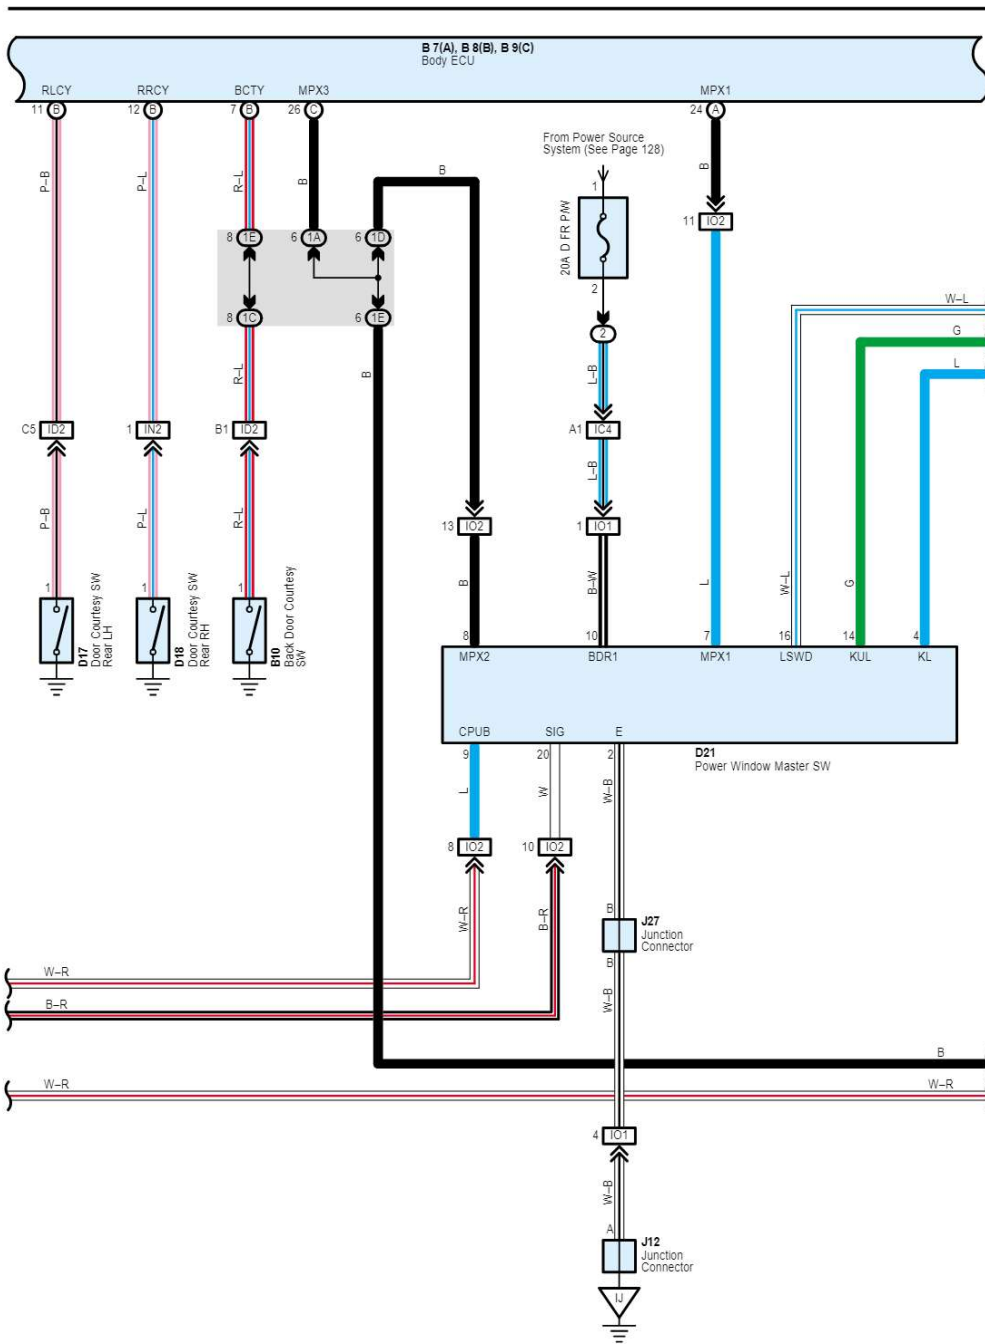 B 7(A), B 8(B), B 9(C)
Body ECU
RLCY
RRCY
BCTY
MPX3
MPX1
11 B
12 B
7 B
26 C
24 A
From Power Source
System (See Page 128)
P–B
P–L
R–L
B
B
B
1
20A D FR P/W
2
11 IO2
8 1E
6 1A
6 1D
8 1C
6 1E
2
W–L
G
L
R–L
B
L–B
C5 ID2
1 IN2
B1 ID2
A1 IC4
L–B
P–B
P–L
R–L
13 IO2
1 IO1
B
B–W
L
W–L
G
1
1
1
D17
Door Courtesy SW
Rear LH
D18
Door Courtesy SW
Rear RH
B10
Back Door Courtesy
SW
8
10
7
16
14
4
MPX2
BDR1
MPX1
LSWD
KUL
KL
CPUB
SIG
E
9
20
2
D21
Power Window Master SW
L
W
W–B
8 IO2
10 IO2
W–R
B–R
B
J27
Junction
Connector
B
W–R
W–B
B–R
B
W–R
W–R
4 IO1
W–B
A
J12
Junction
Connector
IJ